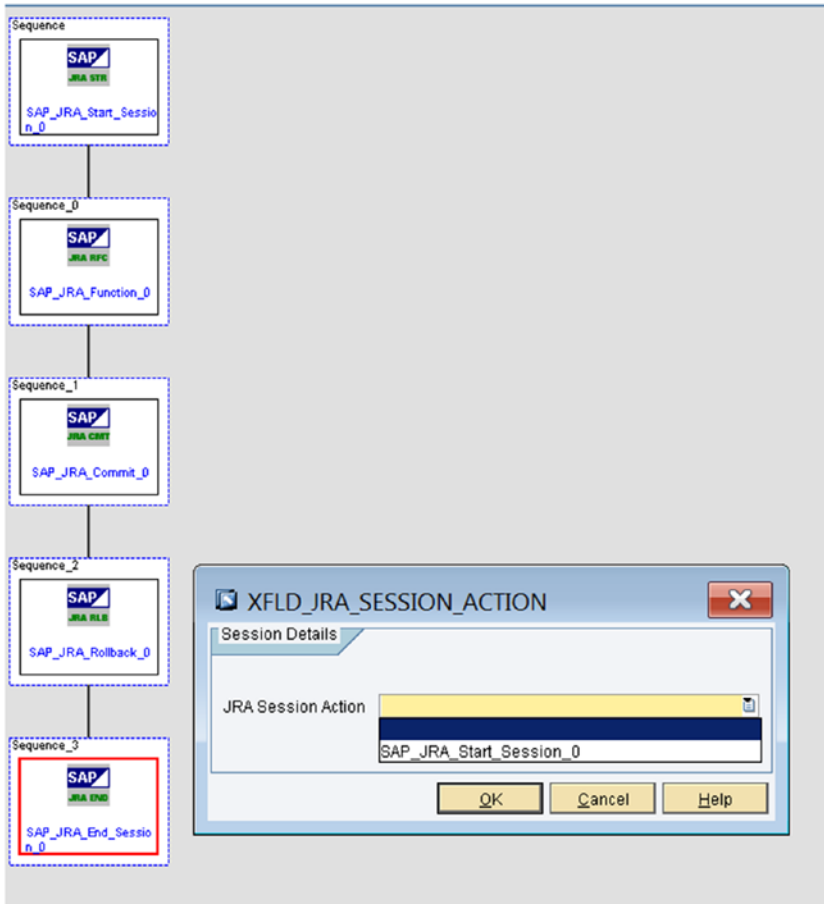 Sequence
SAP
JRA STR
SAP_JRA_Start_Sessio
n_0
Sequence_0
SAP
JRA RFC
SAP_JRA_Function_0
Sequence_1
SAP
JRA CMT
SAP_JRA_Commit_0
Sequence_2
SAP
JRA RLB
SAP_JRA_Rollback_0
Sequence_3
SAP
JRA END
SAP_JRA_End_Sessio
n_0
XFLD_JRA_SESSION_ACTION
Session Details
JRA Session Action
SAP_JRA_Start_Session_0
OK Cancel Help